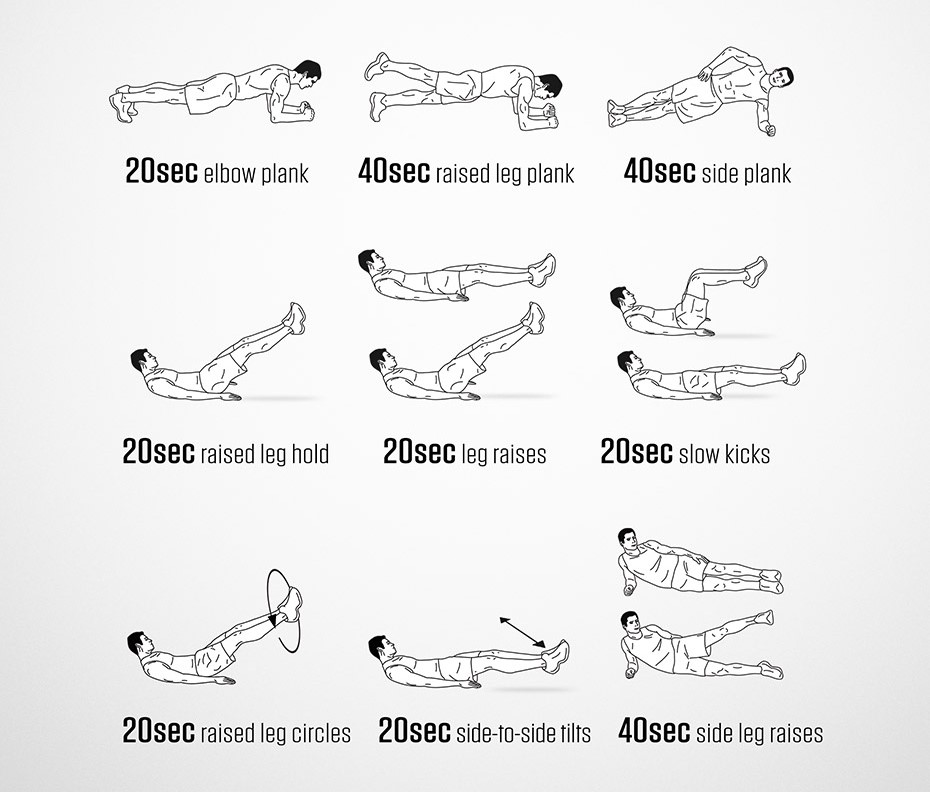 20sec elbow plank
40sec raised leg plank
40sec side plank
20sec raised leg hold
20sec leg raises
20sec slow kicks
20sec raised leg circles
20sec side-to-side tilts
40sec side leg raises